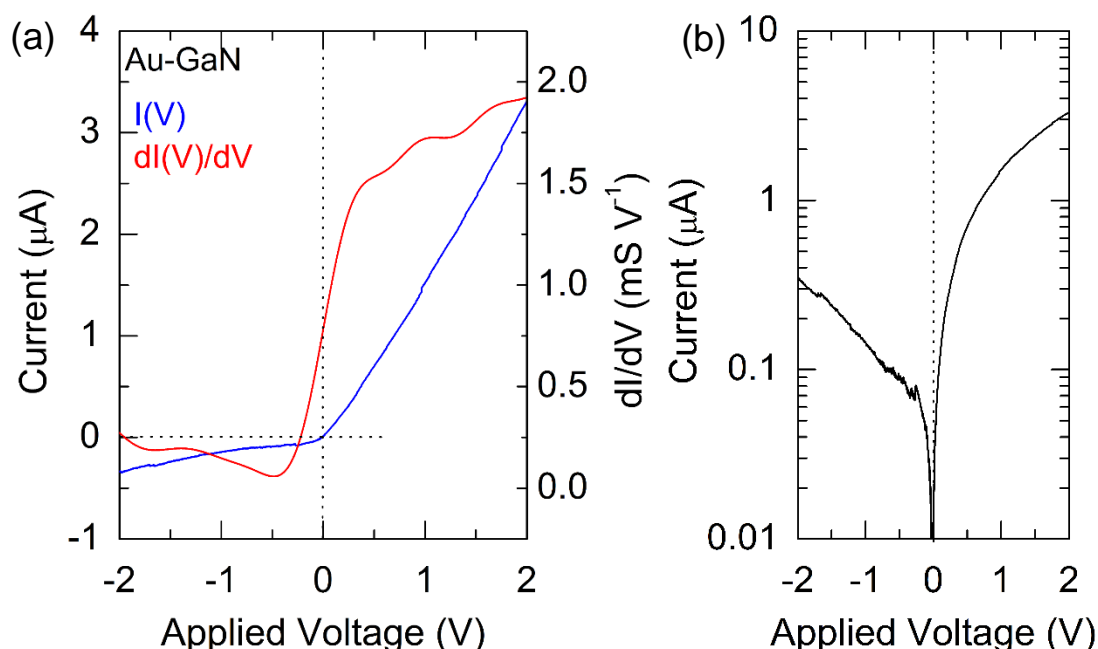 (a)
Au-GaN
I(V)
dI(V)/dV
4
3
2
1
0
-1
Current (μA)
2.0
1.5
1.0
0.5
0.0
dI/dV (mS V⁻¹)
-2 -1 0 1 2
Applied Voltage (V)
(b)
10
1
0.1
0.01
Current (μA)
-2 -1 0 1 2
Applied Voltage (V)